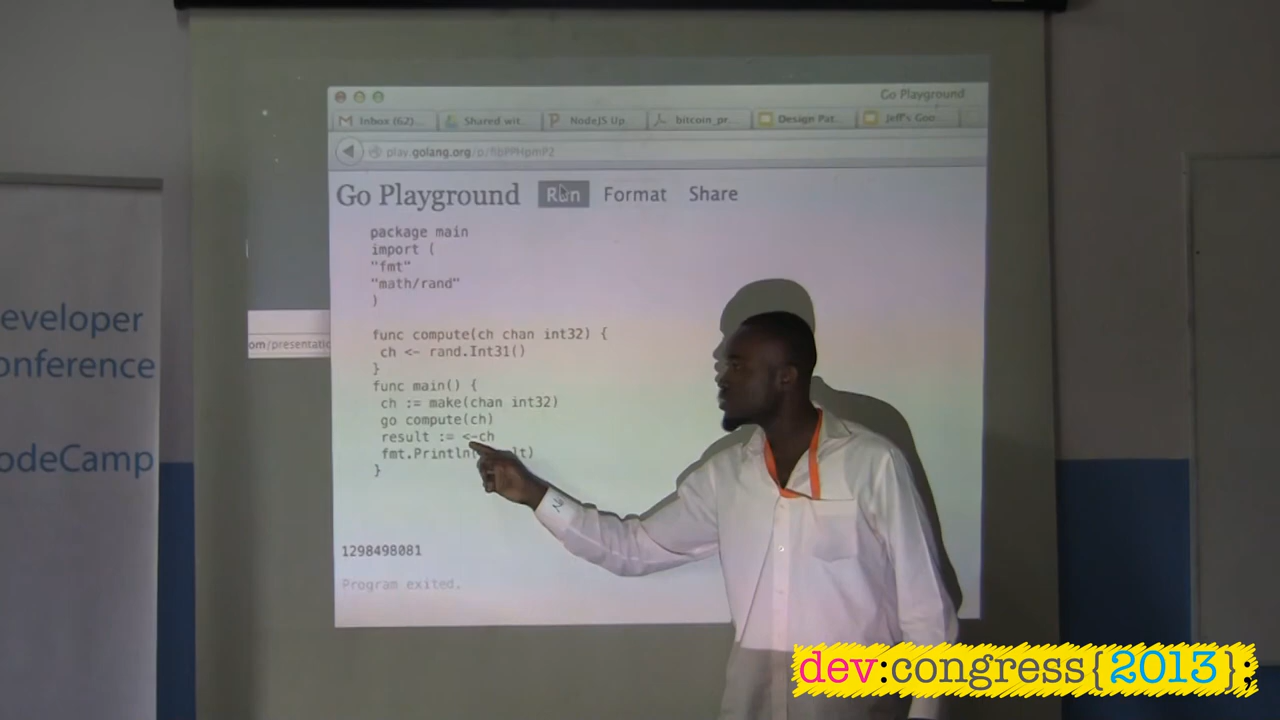 Go Playground
Inbox (62)
Shared wit...
NodeJS Up
bitcoin_pr...
Design Pat...
Jeff's Goo
play.golang.org/p/
Go Playground Run Format Share
package main
import (
"fmt"
"math/rand"
)
func compute(ch chan int32) {
ch <- rand.Int31()
}
func main() {
ch := make(chan int32)
go compute(ch)
result := <-ch
fmt.Println( lt)
}
1298498081
Program exited.
om/presentatio
eveloper
onference
odeCamp
dev:congress{2013};